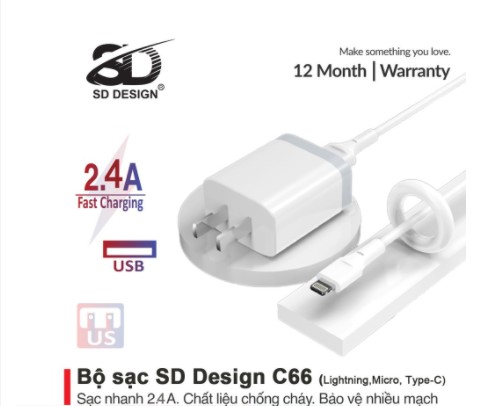 SD
SD DESIGN®
Make something you love.
12 Month | Warranty
2.4A
Fast Charging
USB
US
Bộ sạc SD Design C66 (Lightning,Micro, Type-C)
Sạc nhanh 2.4A. Chất liệu chống cháy. Bảo vệ nhiều mạch